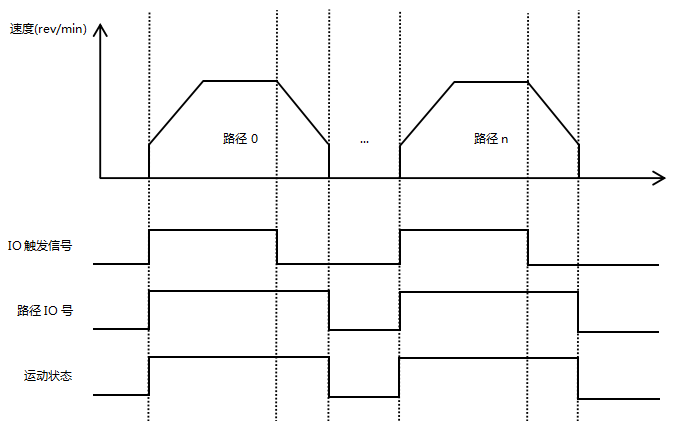 速度(rev/min)
路径 0
...
路径 n
IO 触发信号
路径 IO 号
运动状态